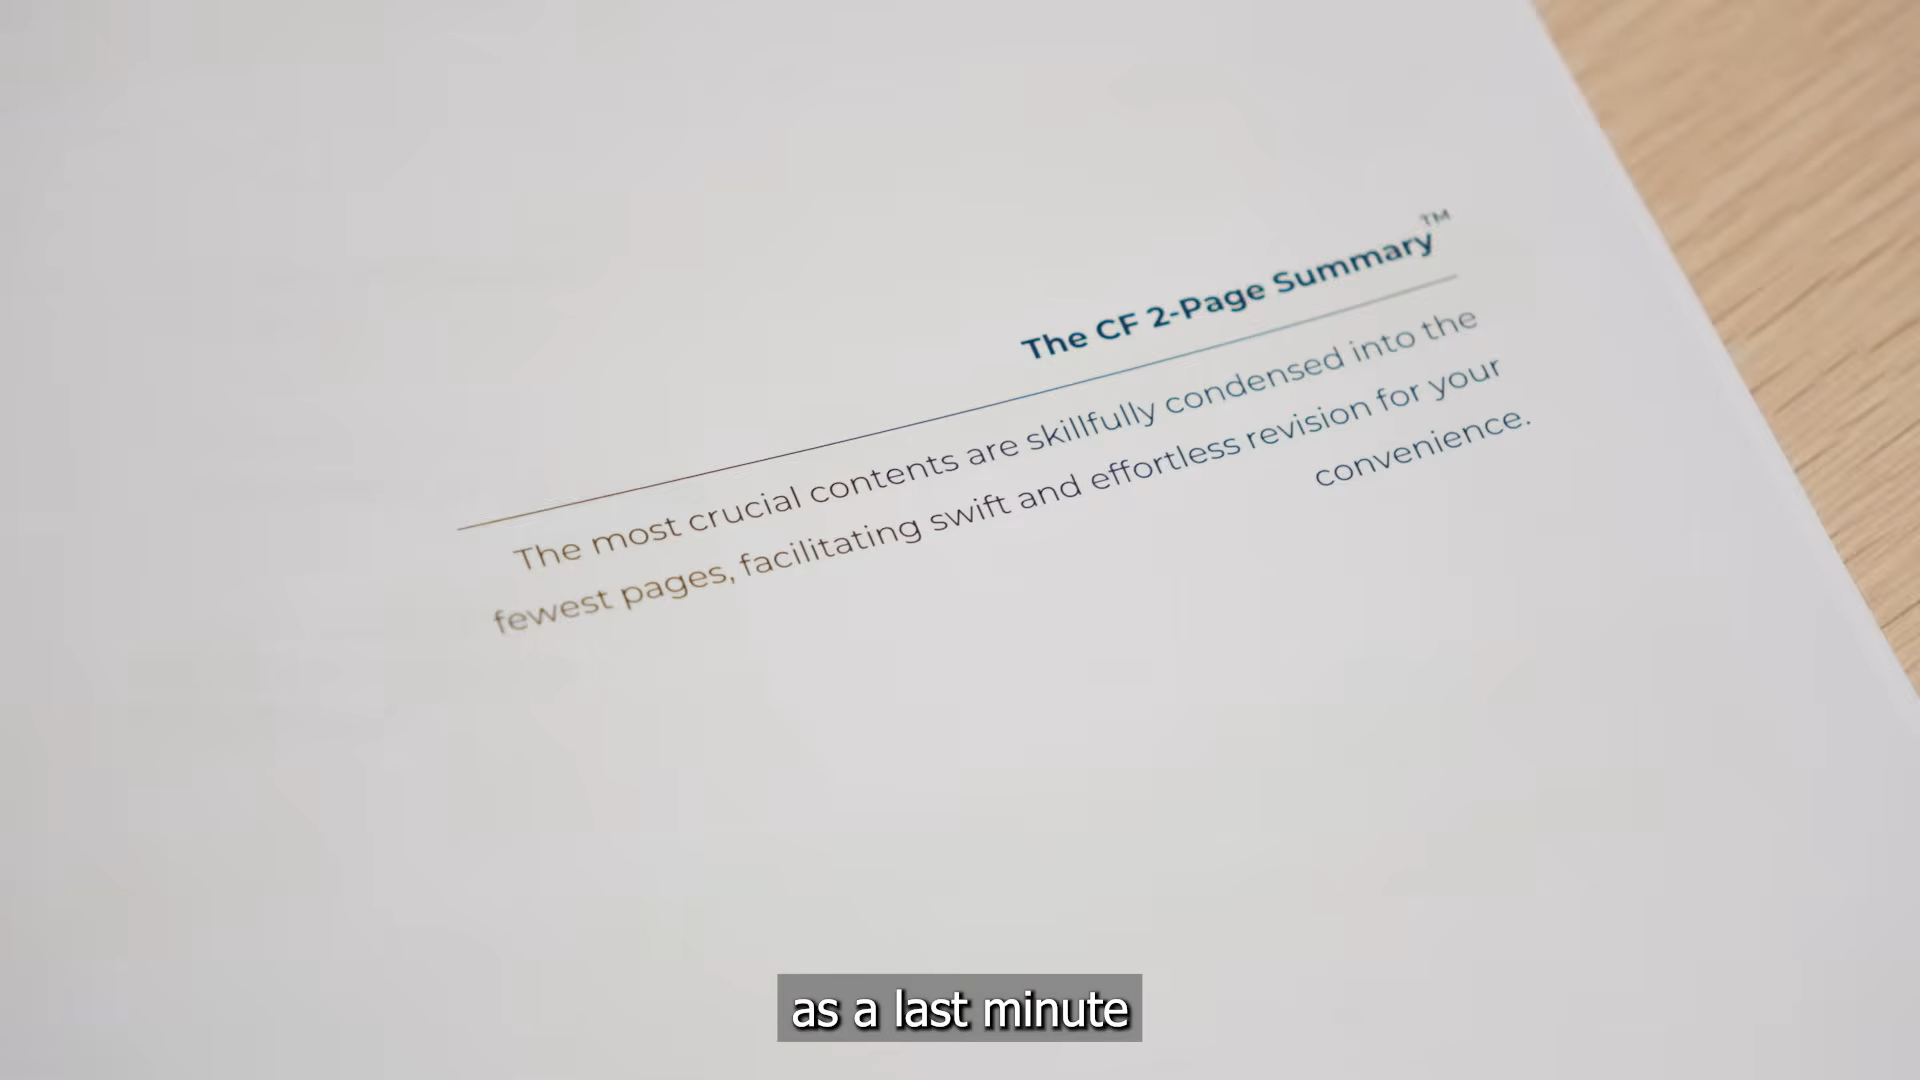 The CF 2-Page Summary™
The most crucial contents are skillfully condensed into the
fewest pages, facilitating swift and effortless revision for your
convenience.
as a last minute